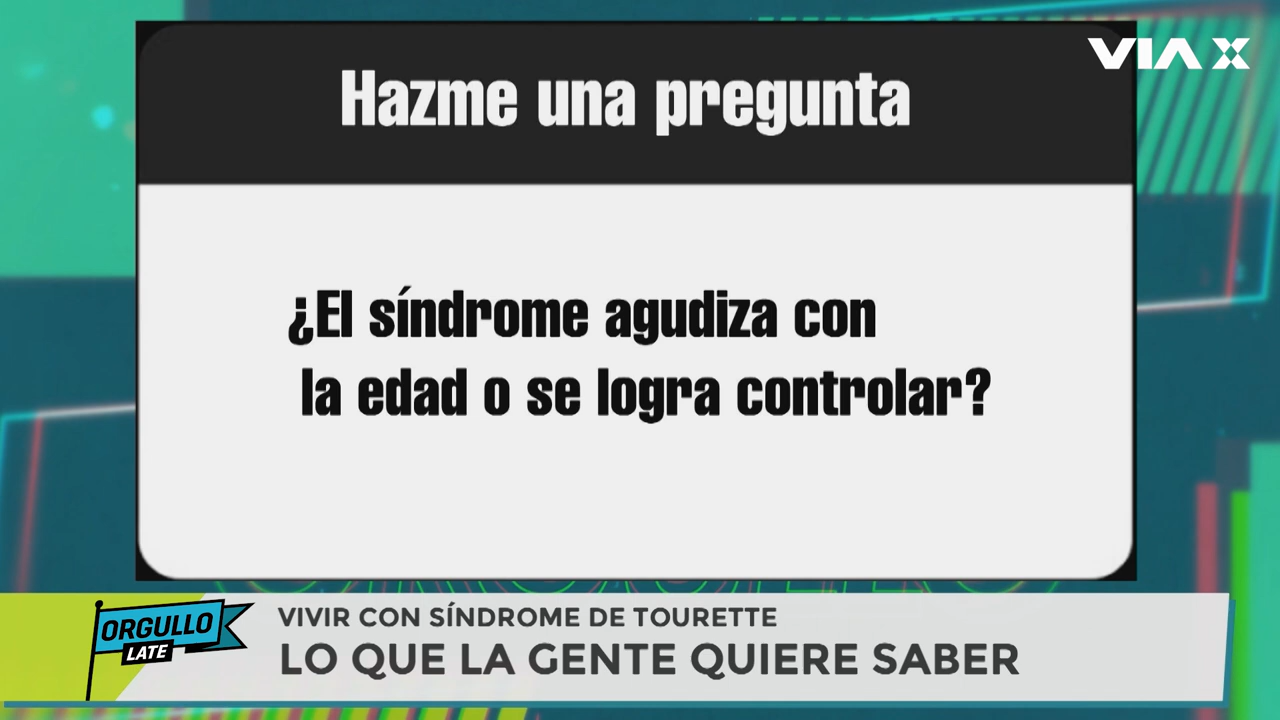 VIA X
Hazme una pregunta
¿El síndrome agudiza con
la edad o se logra controlar?
ORGULLO
LATE
VIVIR CON SÍNDROME DE TOURETTE
LO QUE LA GENTE QUIERE SABER